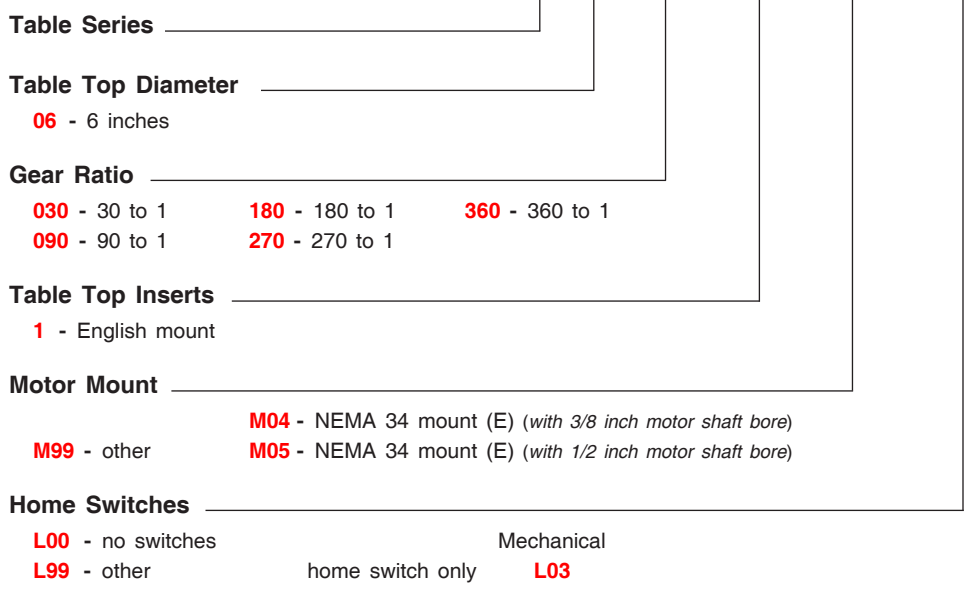 Table Series
Table Top Diameter
06 - 6 inches
Gear Ratio
030 - 30 to 1 180 - 180 to 1 360 - 360 to 1
090 - 90 to 1 270 - 270 to 1
Table Top Inserts
1 - English mount
Motor Mount
M04 - NEMA 34 mount (E) (with 3/8 inch motor shaft bore)
M99 - other M05 - NEMA 34 mount (E) (with 1/2 inch motor shaft bore)
Home Switches
L00 - no switches Mechanical
L99 - other home switch only L03